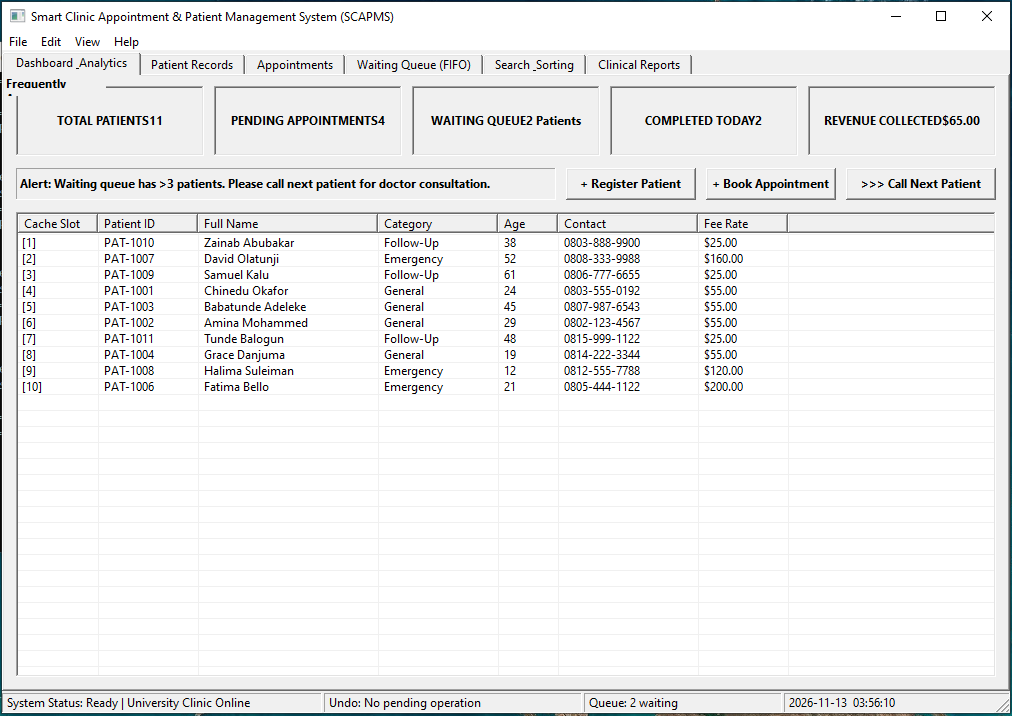 Smart Clinic Appointment & Patient Management System (SCAPMS)
File Edit View Help
Dashboard _Analytics Patient Records Appointments Waiting Queue (FIFO) Search _Sorting Clinical Reports
Frequently
TOTAL PATIENTS11 PENDING APPOINTMENTS4 WAITING QUEUE2 Patients COMPLETED TODAY2 REVENUE COLLECTED$65.00
Alert: Waiting queue has >3 patients. Please call next patient for doctor consultation. + Register Patient + Book Appointment >>> Call Next Patient
Cache Slot Patient ID Full Name Category Age Contact Fee Rate
[1] PAT-1010 Zainab Abubakar Follow-Up 38 0803-888-9900 $25.00
[2] PAT-1007 David Olatunji Emergency 52 0808-333-9988 $160.00
[3] PAT-1009 Samuel Kalu Follow-Up 61 0806-777-6655 $25.00
[4] PAT-1001 Chinedu Okafor General 24 0803-555-0192 $55.00
[5] PAT-1003 Babatunde Adeleke General 45 0807-987-6543 $55.00
[6] PAT-1002 Amina Mohammed General 29 0802-123-4567 $55.00
[7] PAT-1011 Tunde Balogun Follow-Up 48 0815-999-1122 $25.00
[8] PAT-1004 Grace Danjuma General 19 0814-222-3344 $55.00
[9] PAT-1008 Halima Suleiman Emergency 12 0812-555-7788 $120.00
[10] PAT-1006 Fatima Bello Emergency 21 0805-444-1122 $200.00
System Status: Ready | University Clinic Online Undo: No pending operation Queue: 2 waiting 2026-11-13 03:56:10